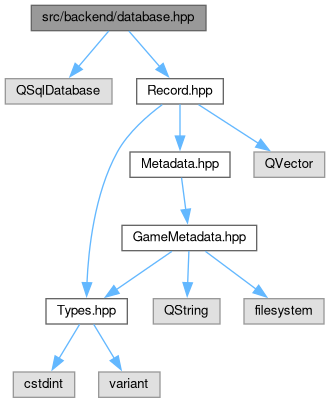 src/backend/database.hpp
QSqlDatabase
Record.hpp
Metadata.hpp
QVector
GameMetadata.hpp
Types.hpp
QString
filesystem
cstdint
variant